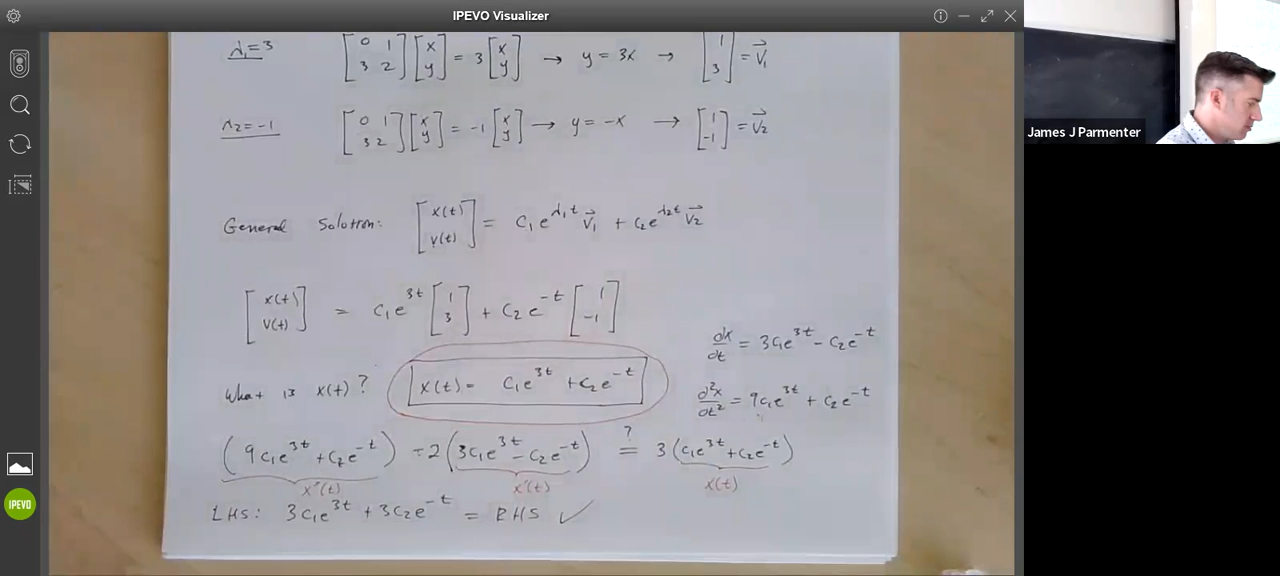 IPEVO Visualizer
λ₁=3 [0 1; 3 2][x; y] = 3[x; y] → y = 3x → [1; 3] = v⃗₁
λ₂=-1 [0 1; 3 2][x; y] = -1[x; y] → y = -x → [1; -1] = v⃗₂
James J Parmenter
General Solution: [x(t); v(t)] = c₁e^{λ₁t} v⃗₁ + c₂e^{λ₂t} v⃗₂
[x(t); v(t)] = c₁e^{3t}[1; 3] + c₂e^{-t}[1; -1]
dx/dt = 3c₁e^{3t} - c₂e^{-t}
What is x(t)? x(t) = c₁e^{3t} + c₂e^{-t}
d²x/dt² = 9c₁e^{3t} + c₂e^{-t}
(9c₁e^{3t} + c₂e^{-t}) - 2(3c₁e^{3t} - c₂e^{-t}) ?= 3(c₁e^{3t} + c₂e^{-t})
x''(t) x'(t) x(t)
LHS: 3c₁e^{3t} + 3c₂e^{-t} = RHS ✓
IPEVO